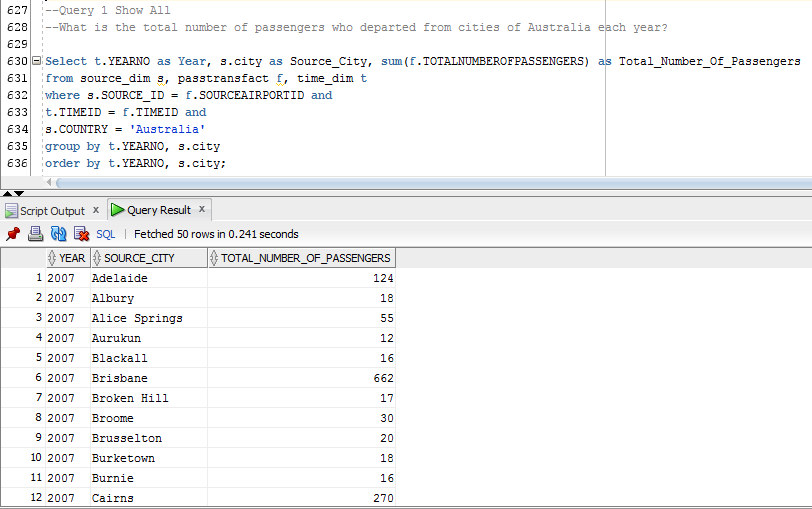 627 --Query 1 Show All
628 --What is the total number of passengers who departed from cities of Australia each year?
629
630 Select t.YEARNO as Year, s.city as Source_City, sum(f.TOTALNUMBEROFPASSENGERS) as Total_Number_Of_Passengers
631 from source_dim s, passtransfact f, time_dim t
632 where s.SOURCE_ID = f.SOURCEAIRPORTID and
633 t.TIMEID = f.TIMEID and
634 s.COUNTRY = 'Australia'
635 group by t.YEARNO, s.city
636 order by t.YEARNO, s.city;
Script Output x Query Result x
SQL | Fetched 50 rows in 0.241 seconds
YEAR SOURCE_CITY TOTAL_NUMBER_OF_PASSENGERS
1 2007 Adelaide 124
2 2007 Albury 18
3 2007 Alice Springs 55
4 2007 Aurukun 12
5 2007 Blackall 16
6 2007 Brisbane 662
7 2007 Broken Hill 17
8 2007 Broome 30
9 2007 Brusselton 20
10 2007 Burketown 18
11 2007 Burnie 16
12 2007 Cairns 270